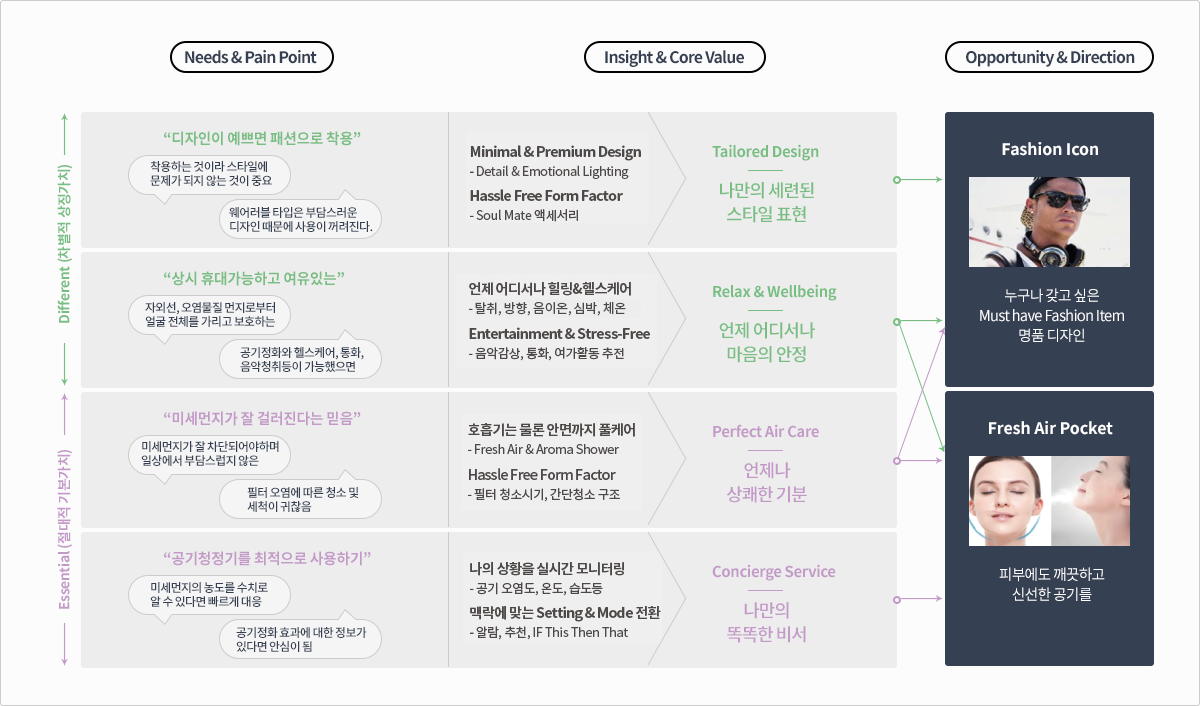 Needs & Pain Point
Insight & Core Value
Opportunity & Direction
Different (차별적 상징가치)
“디자인이 예쁘면 패션으로 착용”
착용하는 것이라 스타일에
문제가 되지 않는 것이 중요
웨어러블 타입은 부담스러운
디자인 때문에 사용이 꺼려진다.
Minimal & Premium Design
- Detail & Emotional Lighting
Hassle Free Form Factor
- Soul Mate 액세서리
Tailored Design
나만의 세련된
스타일 표현
“상시 휴대가능하고 여유있는”
자외선, 오염물질 먼지로부터
얼굴 전체를 가리고 보호하는
공기정화와 헬스케어, 통화,
음악청취등이 가능했으면
언제 어디서나 힐링&헬스케어
- 탈취, 방향, 음이온, 심박, 체온
Entertainment & Stress-Free
- 음악감상, 통화, 여가활동 추전
Relax & Wellbeing
언제 어디서나
마음의 안정
Essential (절대적 기본가치)
“미세먼지가 잘 걸러진다는 믿음”
미세먼지가 잘 차단되어야하며
일상에서 부담스럽지 않은
필터 오염에 따른 청소 및
세척이 귀찮음
호흡기는 물론 안면까지 풀케어
- Fresh Air & Aroma Shower
Hassle Free Form Factor
- 필터 청소시기, 간단청소 구조
Perfect Air Care
언제나
상쾌한 기분
“공기청정기를 최적으로 사용하기”
미세먼지의 농도를 수치로
알 수 있다면 빠르게 대응
공기정화 효과에 대한 정보가
있다면 안심이 됨
나의 상황을 실시간 모니터링
- 공기 오염도, 온도, 습도등
맥락에 맞는 Setting & Mode 전환
- 알람, 추천, IF This Then That
Concierge Service
나만의
똑똑한 비서
Fashion Icon
누구나 갖고 싶은
Must have Fashion Item
명품 디자인
Fresh Air Pocket
피부에도 깨끗하고
신선한 공기를